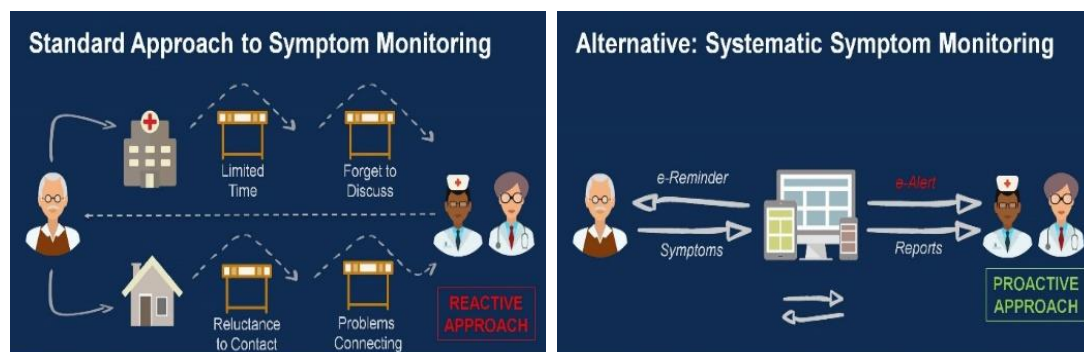 Standard Approach to Symptom Monitoring
Limited
Time
Forget to
Discuss
Reluctance
to Contact
Problems
Connecting
REACTIVE
APPROACH
Alternative: Systematic Symptom Monitoring
e-Reminder
e-Alert
Symptoms
Reports
PROACTIVE
APPROACH